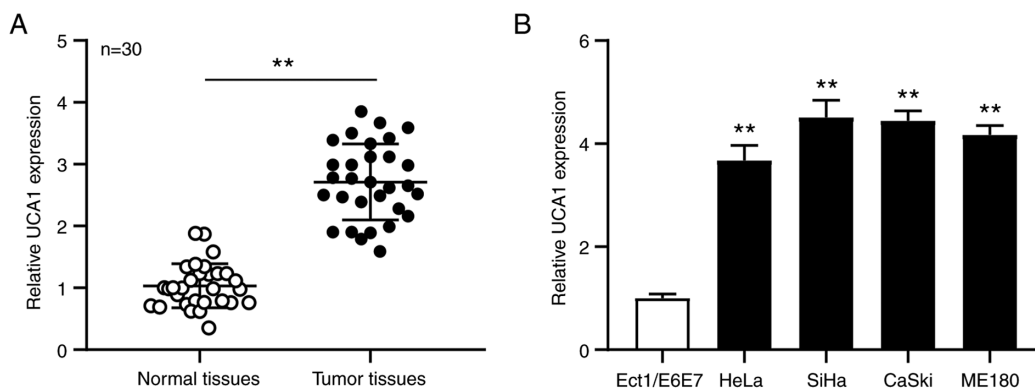 A
n=30
**
5
4
3
2
1
0
Relative UCA1 expression
Normal tissues Tumor tissues
B
6
4
2
0
Relative UCA1 expression
** ** ** **
Ect1/E6E7 HeLa SiHa CaSki ME180